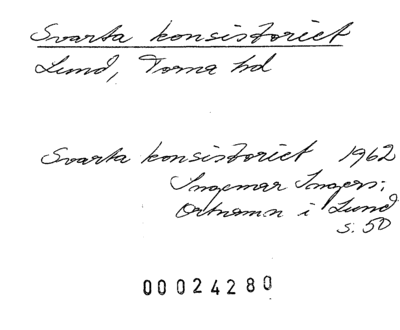 Svarta konsistoriet
Lund, Torna hd
Svarta konsistoriet 1962
Ingemar Ingers:
Ortnamn i Lund
s. 50
00024280